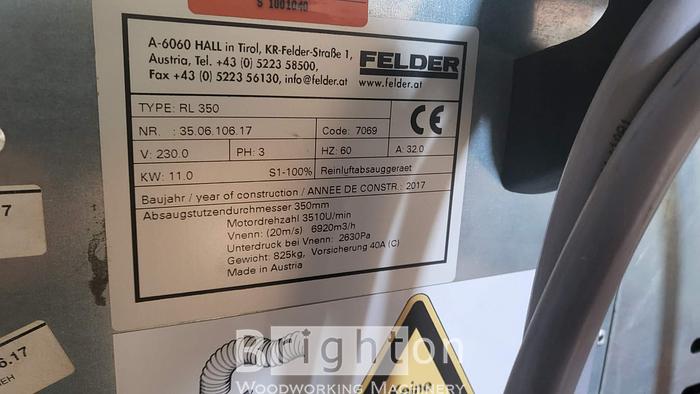 S 1001040
A-6060 HALL in Tirol, KR-Felder-Straße 1,
Austria, Tel. +43 (0) 5223 58500,
Fax +43 (0) 5223 56130, info@felder.at
FELDER
www.felder.at
TYPE: RL 350
NR. : 35.06.106.17 Code: 7069
CE
V: 230.0 PH: 3 HZ: 60 A: 32.0
KW: 11.0 S1-100% Reinluftabsauggeraet
Baujahr / year of construction / ANNEE DE CONSTR.: 2017
Absaugstutzendurchmesser 350mm
Motordrehzahl 3510U/min
Vnenn: (20m/s) 6920m3/h
Unterdruck bei Vnenn: 2630Pa
Gewicht: 825kg, Vorsicherung 40A (C)
Made in Austria
Brighton
WOODWORKING MACHINERY